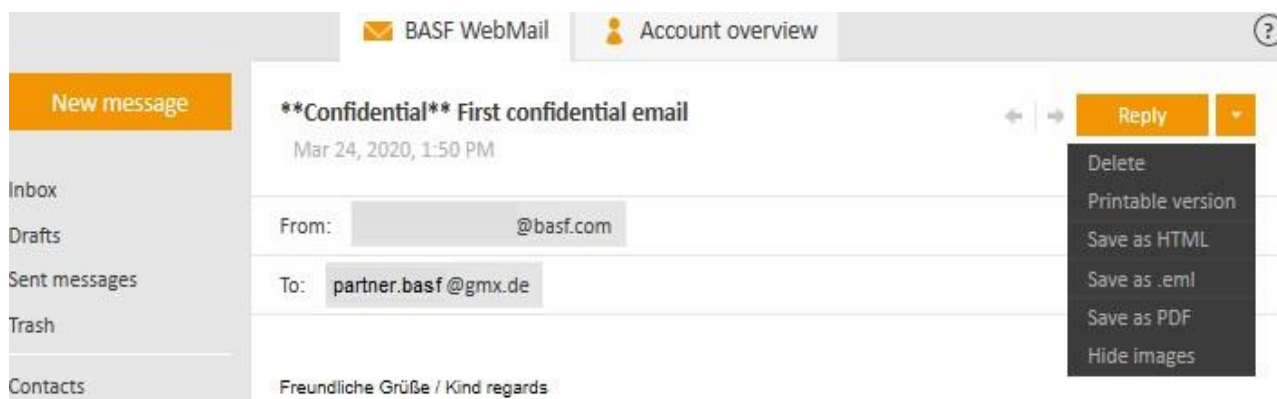 BASF WebMail
Account overview
?
New message
Inbox
Drafts
Sent messages
Trash
Contacts
**Confidential** First confidential email
Mar 24, 2020, 1:50 PM
From: @basf.com
To: partner.basf @gmx.de
Freundliche Grüße / Kind regards
Reply
Delete
Printable version
Save as HTML
Save as .eml
Save as PDF
Hide images